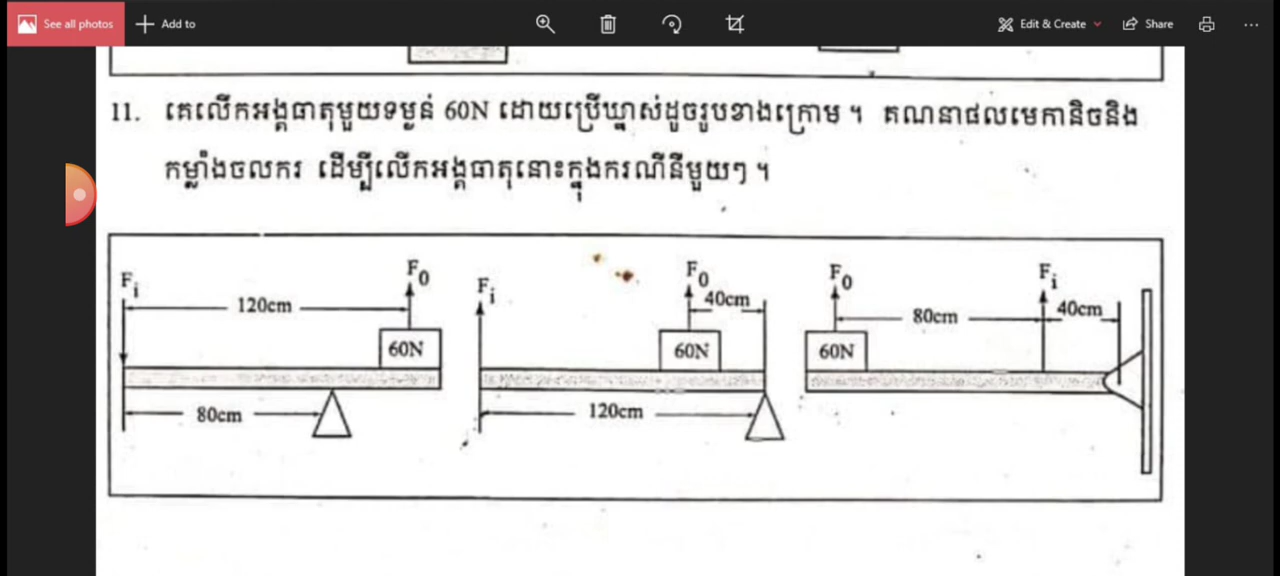 See all photos
Add to
Edit & Create
Share
11. គេលើកអង្គធាតុមួយទម្ងន់ 60N ដោយប្រើឃ្នាស់ដូចរូបខាងក្រោម ។ គណនាផលមេកានិចនិង
កម្លាំងចលករ ដើម្បីលើកអង្គធាតុនោះក្នុងករណីនីមួយៗ ។
Fi
120cm
F0
60N
80cm
Fi
F0
40cm
60N
120cm
F0
80cm
Fi
40cm
60N